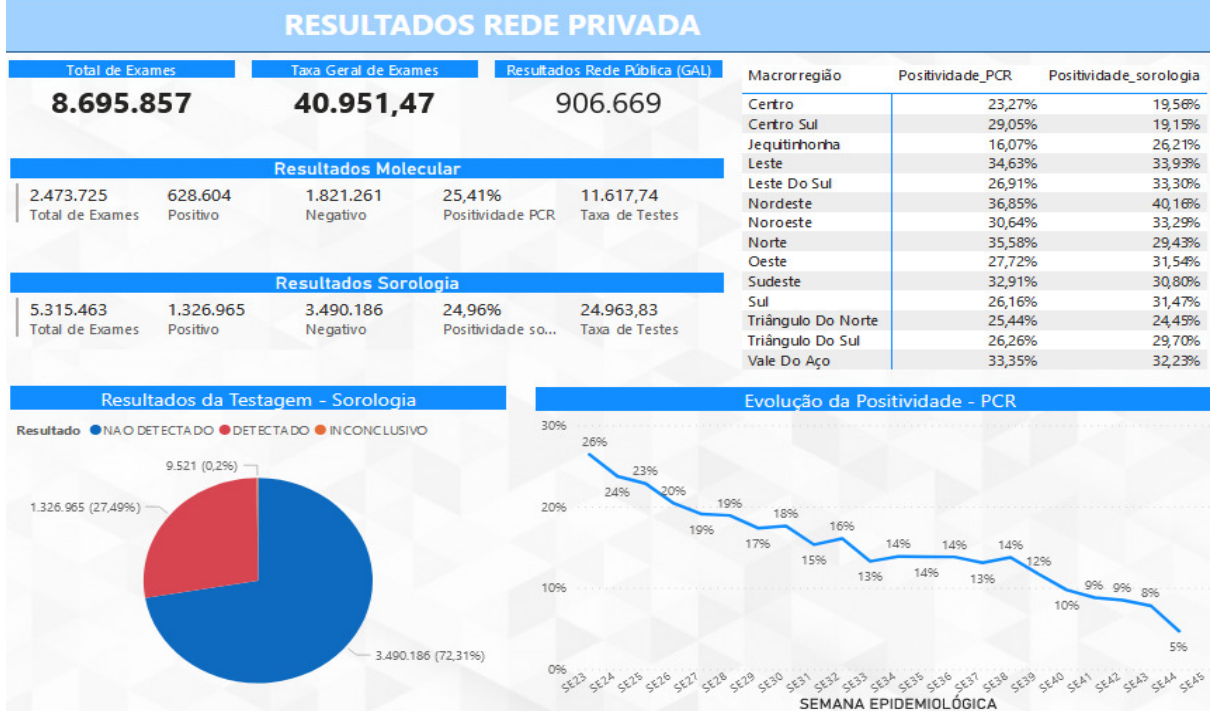 RESULTADOS REDE PRIVADA
Total de Exames
8.695.857
Taxa Geral de Exames
40.951,47
Resultados Rede Pública (GAL)
906.669
Resultados Molecular
2.473.725 628.604 1.821.261 25,41% 11.617,74
Total de Exames Positivo Negativo Positividade PCR Taxa de Testes
Resultados Sorologia
5.315.463 1.326.965 3.490.186 24,96% 24.963,83
Total de Exames Positivo Negativo Positividade so... Taxa de Testes
Macrorregião Positividade_PCR Positividade_sorologia
Centro 23,27% 19,56%
Centro Sul 29,05% 19,15%
Jequitinhonha 16,07% 26,21%
Leste 34,63% 33,93%
Leste Do Sul 26,91% 33,30%
Nordeste 36,85% 40,16%
Noroeste 30,64% 33,29%
Norte 35,58% 29,43%
Oeste 27,72% 31,54%
Sudeste 32,91% 30,80%
Sul 26,16% 31,47%
Triângulo Do Norte 25,44% 24,45%
Triângulo Do Sul 26,26% 29,70%
Vale Do Aço 33,35% 32,23%
Resultados da Testagem - Sorologia
Resultado NAO DETECTADO DETECTADO INCONCLUSIVO
9.521 (0,2%)
1.326.965 (27,49%)
3.490.186 (72,31%)
Evolução da Positividade - PCR
30%
20%
10%
0%
26% 24% 23% 20% 19% 19% 17% 18% 15% 16% 13% 14% 14% 14% 13% 14% 12% 10% 9% 9% 8% 5%
SE23 SE24 SE25 SE26 SE27 SE28 SE29 SE30 SE31 SE32 SE33 SE34 SE35 SE36 SE37 SE38 SE39 SE40 SE41 SE42 SE43 SE44 SE45
SEMANA EPIDEMIOLÓGICA